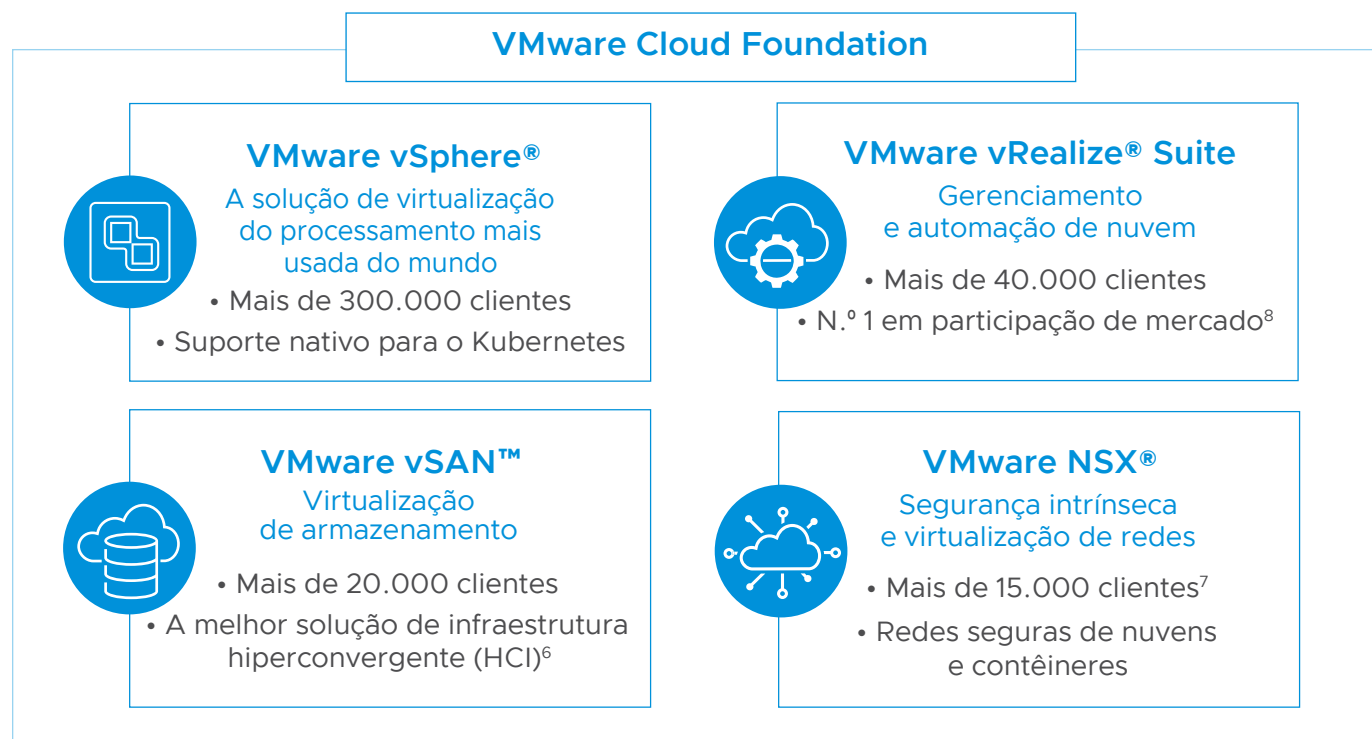 VMware Cloud Foundation
VMware vSphere®
A solução de virtualização
do processamento mais
usada do mundo
• Mais de 300.000 clientes
• Suporte nativo para o Kubernetes
VMware vRealize® Suite
Gerenciamento
e automação de nuvem
• Mais de 40.000 clientes
• N.º 1 em participação de mercado⁸
VMware vSAN™
Virtualização
de armazenamento
• Mais de 20.000 clientes
• A melhor solução de infraestrutura
hiperconvergente (HCI)⁶
VMware NSX®
Segurança intrínseca
e virtualização de redes
• Mais de 15.000 clientes⁷
• Redes seguras de nuvens
e contêineres